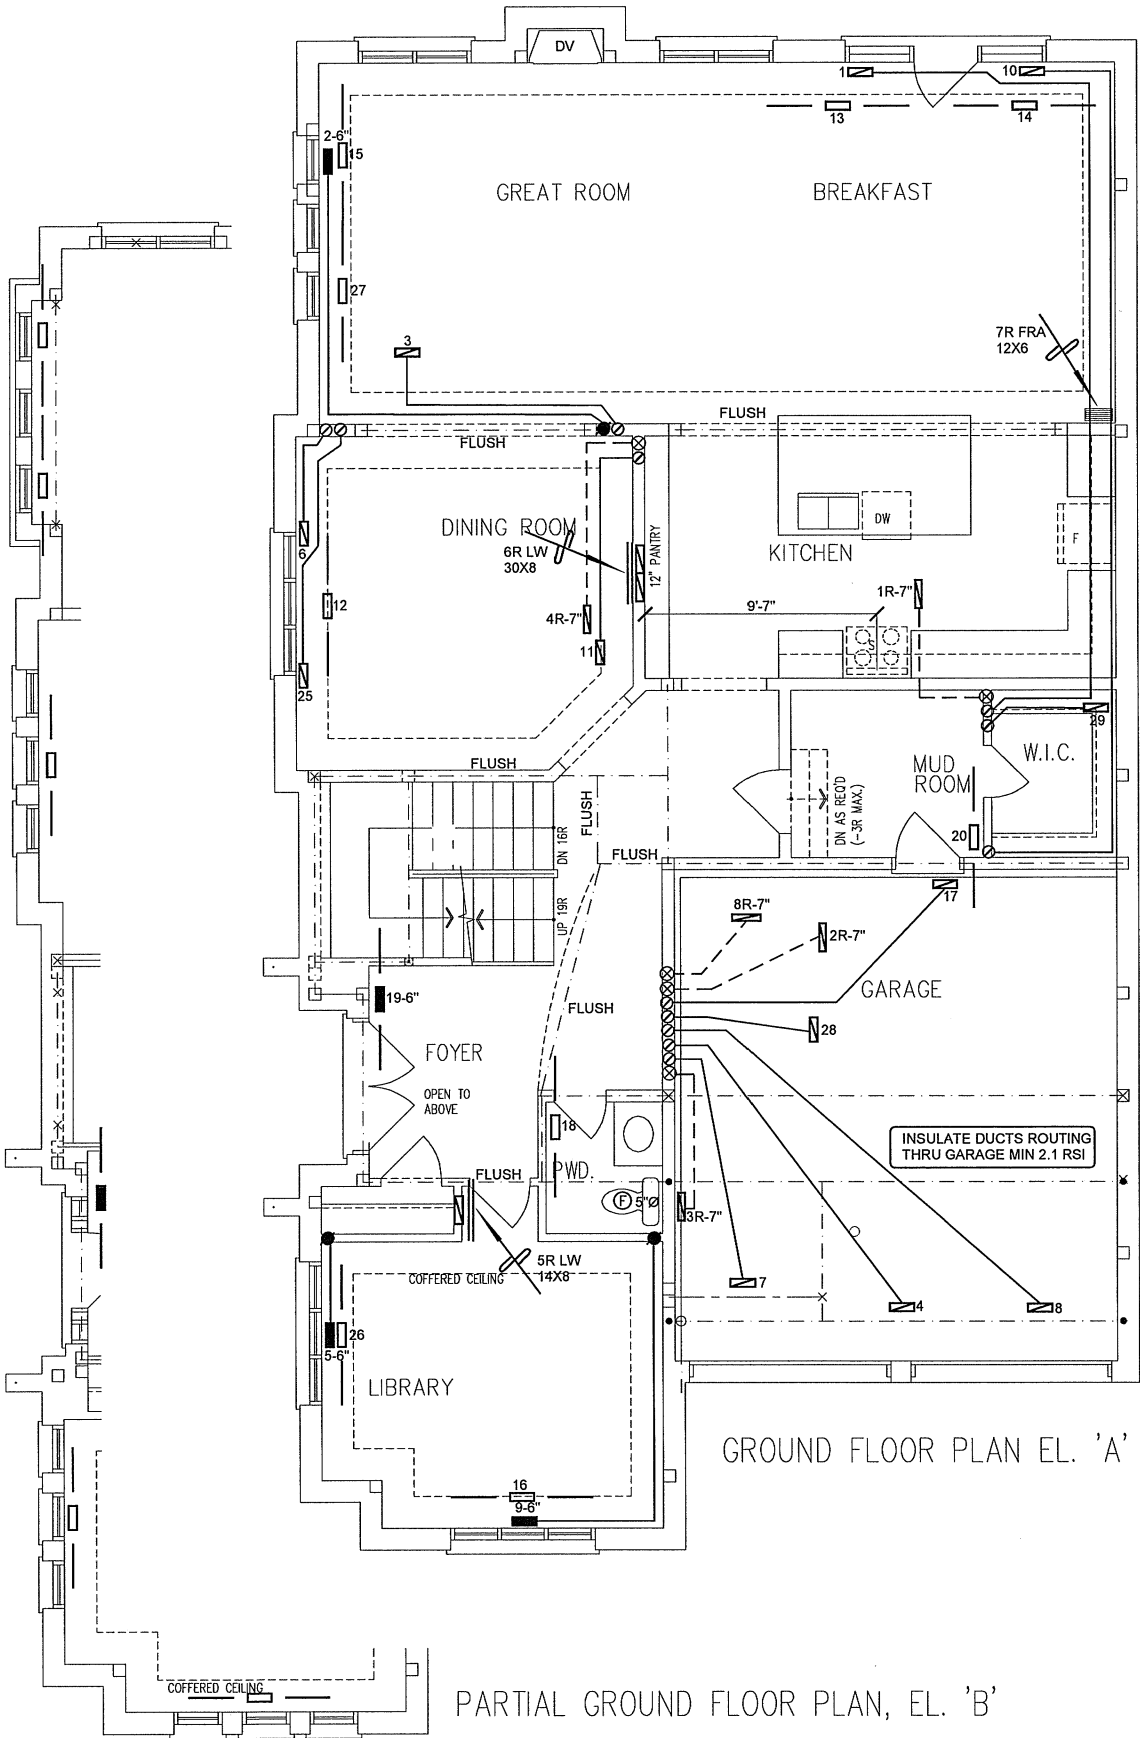 DV
1
10
13
14
2-6"
15
GREAT ROOM
BREAKFAST
27
7R FRA
12X6
3
FLUSH
FLUSH
DINING ROOM
6R LW
30X8
12" PANTRY
DW
F
KITCHEN
6
12
4R-7"
9'-7"
1R-7"
S
11
25
29
W.I.C.
MUD
ROOM
FLUSH
FLUSH
DN 16R
DN AS REQ'D
(-3R MAX.)
20
FLUSH
UP 19R
17
8R-7"
2R-7"
GARAGE
19-6"
FLUSH
28
FOYER
OPEN TO
ABOVE
18
INSULATE DUCTS ROUTING
THRU GARAGE MIN 2.1 RSI
PWD.
FLUSH
F
5"Ø
3R-7"
5R LW
14X8
COFFERED CEILING
7
4
8
26
5-6"
LIBRARY
GROUND FLOOR PLAN EL. 'A'
16
9-6"
COFFERED CEILING
PARTIAL GROUND FLOOR PLAN, EL. 'B'